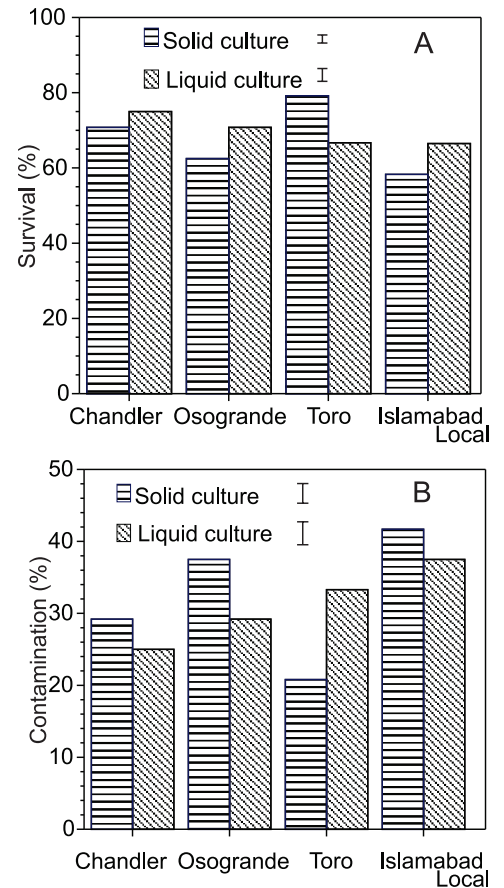 100
A
Solid culture
Liquid culture
80
60
40
20
0
Survival (%)
Chandler Osogrande Toro Islamabad
Local
50
B
Solid culture
Liquid culture
40
30
20
10
0
Contamination (%)
Chandler Osogrande Toro Islamabad
Local